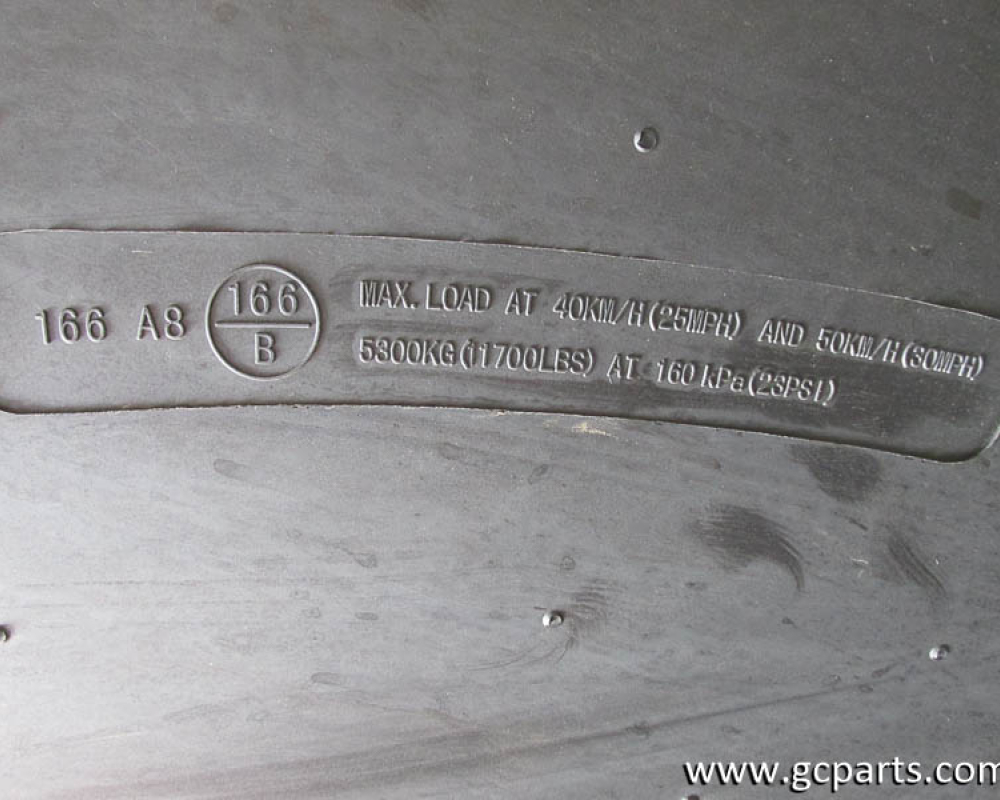 166 A8 166 B
MAX. LOAD AT 40KM/H(25MPH) AND 50KM/H(30MPH)
5300KG(11700LBS) AT 160 kPa(23PSI)
www.gcparts.com